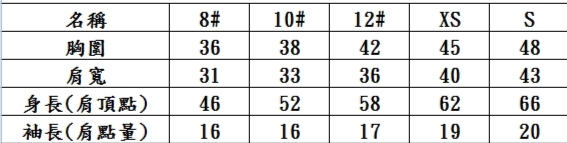 名稱 8# 10# 12# XS S
胸圍 36 38 42 45 48
肩寬 31 33 36 40 43
身長(肩頂點) 46 52 58 62 66
袖長(肩點量) 16 16 17 19 20